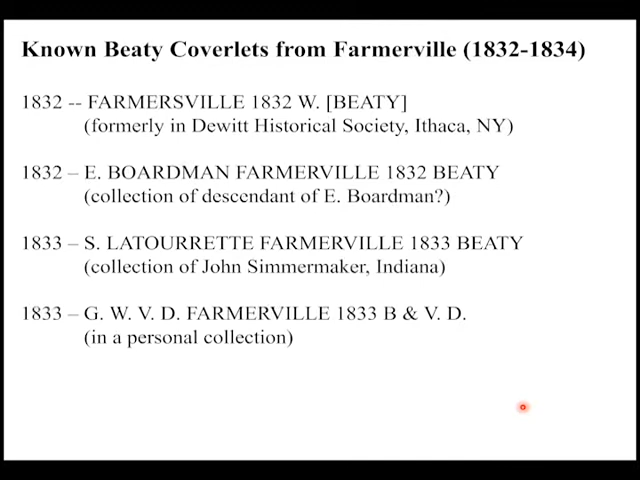 Known Beaty Coverlets from Farmerville (1832-1834)
1832 -- FARMERSVILLE 1832 W. [BEATY]
(formerly in Dewitt Historical Society, Ithaca, NY)
1832 – E. BOARDMAN FARMERVILLE 1832 BEATY
(collection of descendant of E. Boardman?)
1833 – S. LATOURRETTE FARMERVILLE 1833 BEATY
(collection of John Simmermaker, Indiana)
1833 – G. W. V. D. FARMERVILLE 1833 B & V. D.
(in a personal collection)